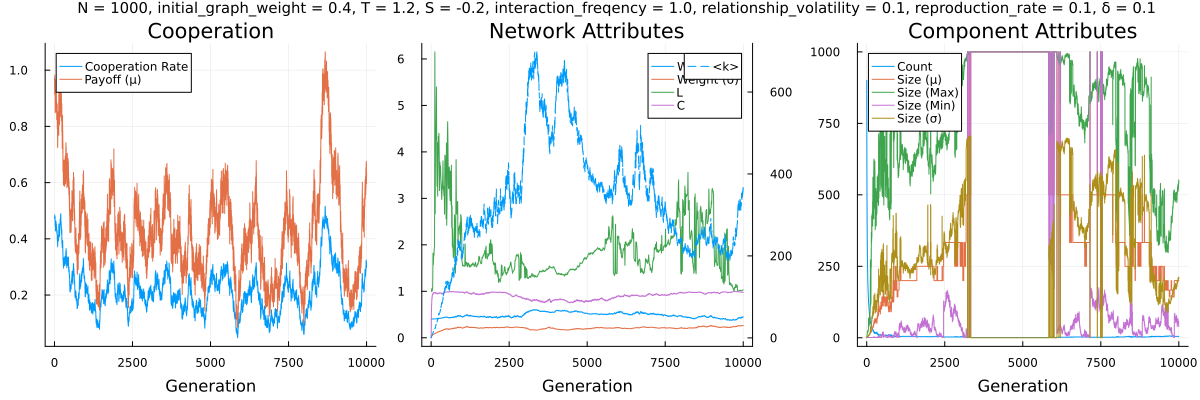 N = 1000, initial_graph_weight = 0.4, T = 1.2, S = -0.2, interaction_freqency = 1.0, relationship_volatility = 0.1, reproduction_rate = 0.1, δ = 0.1
Cooperation
Cooperation Rate
Payoff (μ)
1.0
0.8
0.6
0.4
0.2
0
2500
5000
7500
10000
Generation
Network Attributes
<k>
Weight (σ)
L
C
6
5
4
3
2
1
0
600
400
200
0
0
2500
5000
7500
10000
Generation
Component Attributes
Count
Size (μ)
Size (Max)
Size (Min)
Size (σ)
1000
750
500
250
0
0
2500
5000
7500
10000
Generation